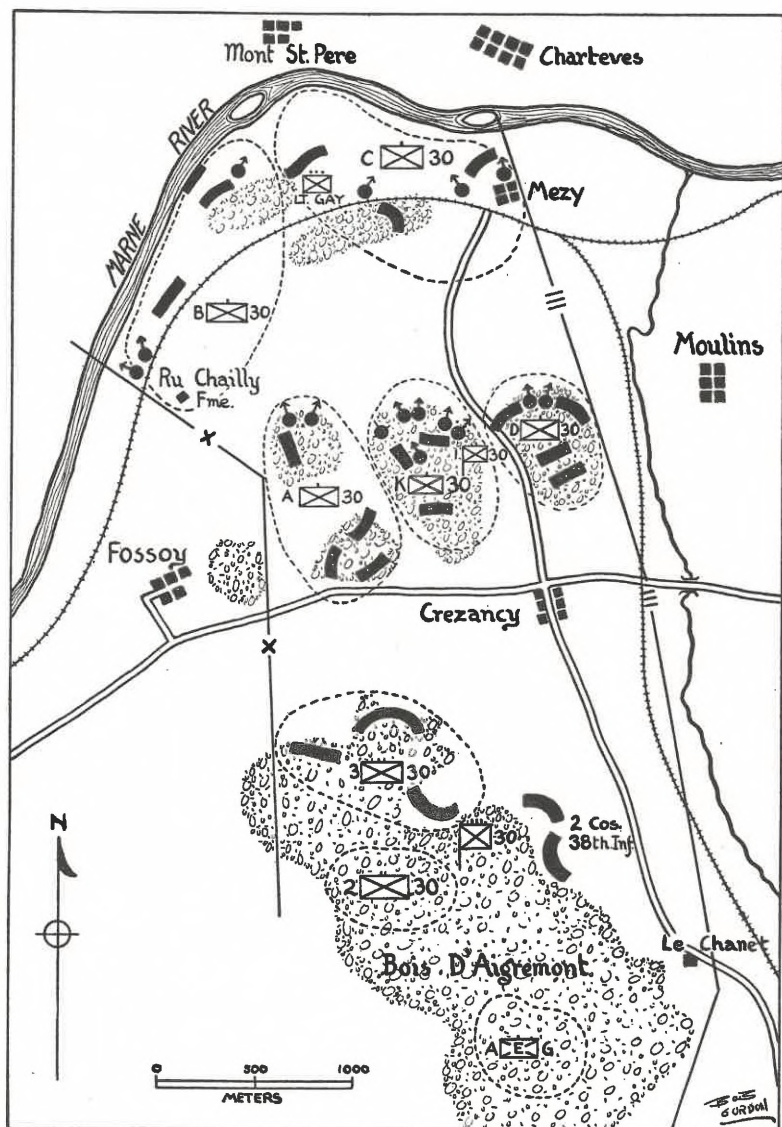 Mont St. Pere
Charteves
MARNE RIVER
C 30
LT. GAY
Mezy
B 30
Moulins
Ru Chailly
Fme.
D 30
1 30
K 30
A 30
Fossoy
Crezancy
3 30
30
2 Cos.
38th Inf.
2 30
N
Le Chanet
Bois D'Aigremont
A E G
0 500 1000
METERS